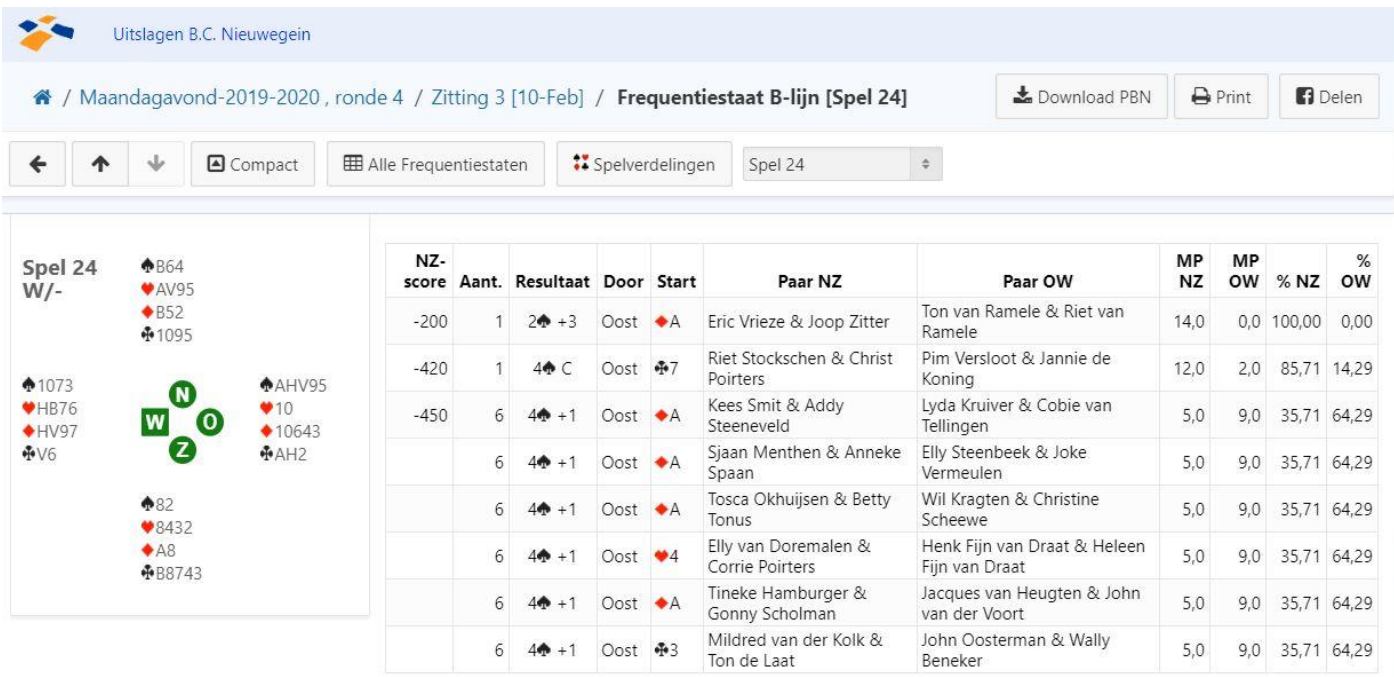 Uitslagen B.C. Nieuwegein
/ Maandagavond-2019-2020 , ronde 4 / Zitting 3 [10-Feb] / Frequentiestaat B-lijn [Spel 24]
Download PBN
Print
Delen
Compact
Alle Frequentiestaten
Spelverdelingen
Spel 24
Spel 24
W/-
♠B64
♥AV95
♦B52
♣1095
♠1073
♥HB76
♦HV97
♣V6
N
W O
Z
♠AHV95
♥10
♦10643
♣AH2
♠82
♥8432
♦A8
♣B8743
NZ-score Aant. Resultaat Door Start Paar NZ Paar OW MP NZ MP OW % NZ % OW
-200 1 2♠ +3 Oost ♦A Eric Vrieze & Joop Zitter Ton van Ramele & Riet van Ramele 14,0 0,0 100,00 0,00
-420 1 4♠ C Oost ♣7 Riet Stockschen & Christ Poirters Pim Versloot & Jannie de Koning 12,0 2,0 85,71 14,29
-450 6 4♠ +1 Oost ♦A Kees Smit & Addy Steeneveld Lyda Kruiver & Cobie van Tellingen 5,0 9,0 35,71 64,29
6 4♠ +1 Oost ♦A Sjaan Menthen & Anneke Spaan Elly Steenbeek & Joke Vermeulen 5,0 9,0 35,71 64,29
6 4♠ +1 Oost ♦A Tosca Okhuijsen & Betty Tonus Wil Kragten & Christine Scheewe 5,0 9,0 35,71 64,29
6 4♠ +1 Oost ♥4 Elly van Doremalen & Corrie Poirters Henk Fijn van Draat & Heleen Fijn van Draat 5,0 9,0 35,71 64,29
6 4♠ +1 Oost ♦A Tineke Hamburger & Gonny Scholman Jacques van Heugten & John van der Voort 5,0 9,0 35,71 64,29
6 4♠ +1 Oost ♣3 Mildred van der Kolk & Ton de Laat John Oosterman & Wally Beneker 5,0 9,0 35,71 64,29